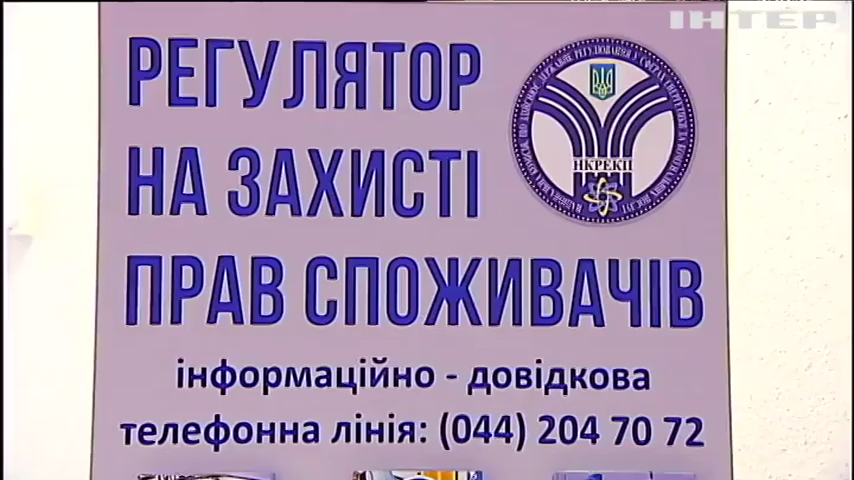 ІНТЕР
РЕГУЛЯТОР
НА ЗАХИСТІ
ПРАВ СПОЖИВАЧІВ
НКРЕКП
інформаційно - довідкова
телефонна лінія: (044) 204 70 72